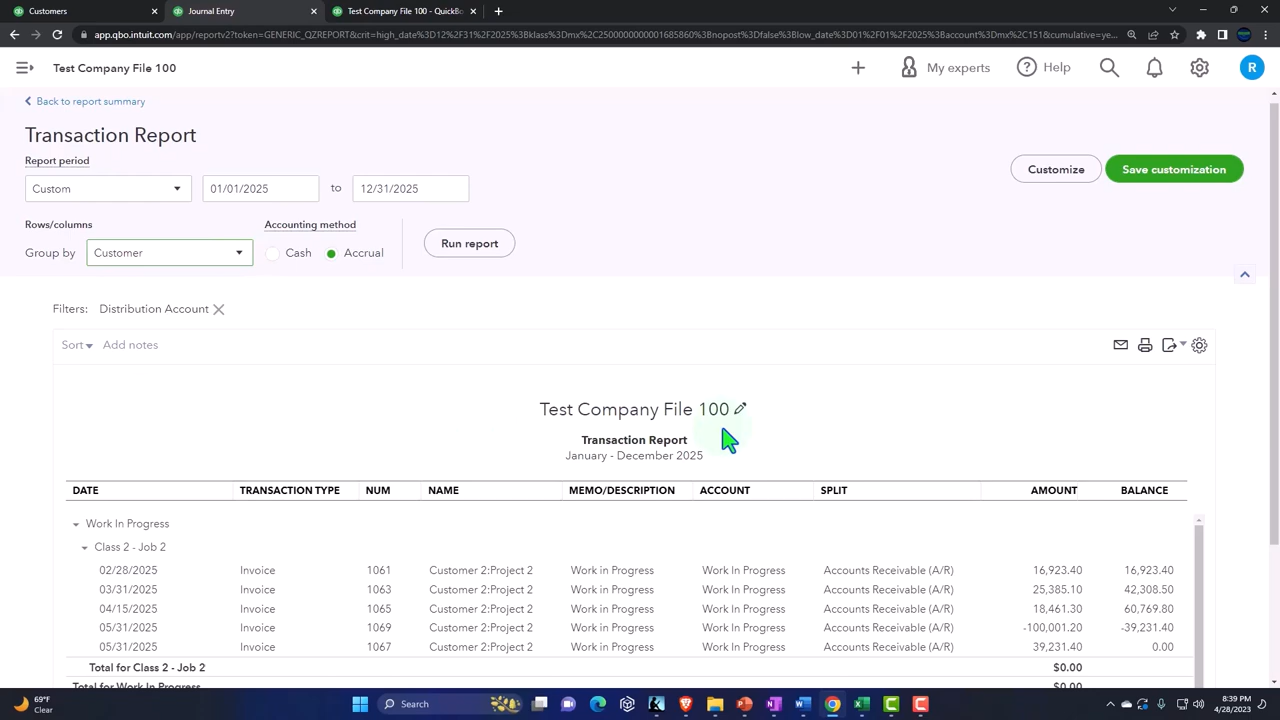 Customers
Journal Entry
Test Company File 100 - QuickBo
app.qbo.intuit.com/app/reportv2?token=GENERIC_QZREPORT&crit=high_date%3D12%2F31%2F2025%3Bklass%3Dmx%2C2500000000001685860%3Bnopost%3Dfalse%3Blow_date%3D01%2F01%2F2025%3Baccount%3Dmx%2C151&cumulative=ye...
Test Company File 100
My experts
Help
R
Back to report summary
Transaction Report
Report period
Custom 01/01/2025 to 12/31/2025
Customize
Save customization
Rows/columns
Accounting method
Group by Customer
Cash Accrual
Run report
Filters: Distribution Account
Sort Add notes
Test Company File 100
Transaction Report
January - December 2025
DATE TRANSACTION TYPE NUM NAME MEMO/DESCRIPTION ACCOUNT SPLIT AMOUNT BALANCE
Work In Progress
Class 2 - Job 2
02/28/2025 Invoice 1061 Customer 2:Project 2 Work in Progress Work In Progress Accounts Receivable (A/R) 16,923.40 16,923.40
03/31/2025 Invoice 1063 Customer 2:Project 2 Work in Progress Work In Progress Accounts Receivable (A/R) 25,385.10 42,308.50
04/15/2025 Invoice 1065 Customer 2:Project 2 Work in Progress Work In Progress Accounts Receivable (A/R) 18,461.30 60,769.80
05/31/2025 Invoice 1069 Customer 2:Project 2 Work in Progress Work In Progress Accounts Receivable (A/R) -100,001.20 -39,231.40
05/31/2025 Invoice 1067 Customer 2:Project 2 Work in Progress Work In Progress Accounts Receivable (A/R) 39,231.40 0.00
Total for Class 2 - Job 2 $0.00
Total for Work In Progress $0.00
69°F
Clear
Search
8:39 PM
4/28/2023